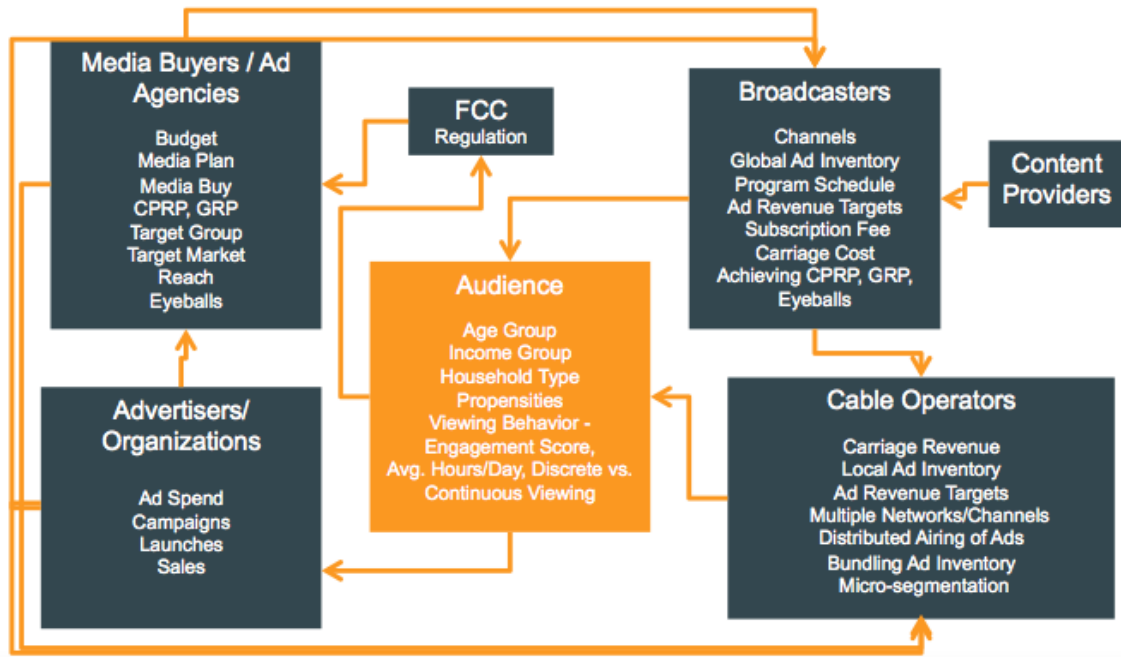 Media Buyers / Ad
Agencies
Budget
Media Plan
Media Buy
CPRP, GRP
Target Group
Target Market
Reach
Eyeballs
FCC
Regulation
Broadcasters
Channels
Global Ad Inventory
Program Schedule
Ad Revenue Targets
Subscription Fee
Carriage Cost
Achieving CPRP, GRP,
Eyeballs
Content
Providers
Audience
Age Group
Income Group
Household Type
Propensities
Viewing Behavior -
Engagement Score,
Avg. Hours/Day, Discrete vs.
Continuous Viewing
Advertisers/
Organizations
Ad Spend
Campaigns
Launches
Sales
Cable Operators
Carriage Revenue
Local Ad Inventory
Ad Revenue Targets
Multiple Networks/Channels
Distributed Airing of Ads
Bundling Ad Inventory
Micro-segmentation